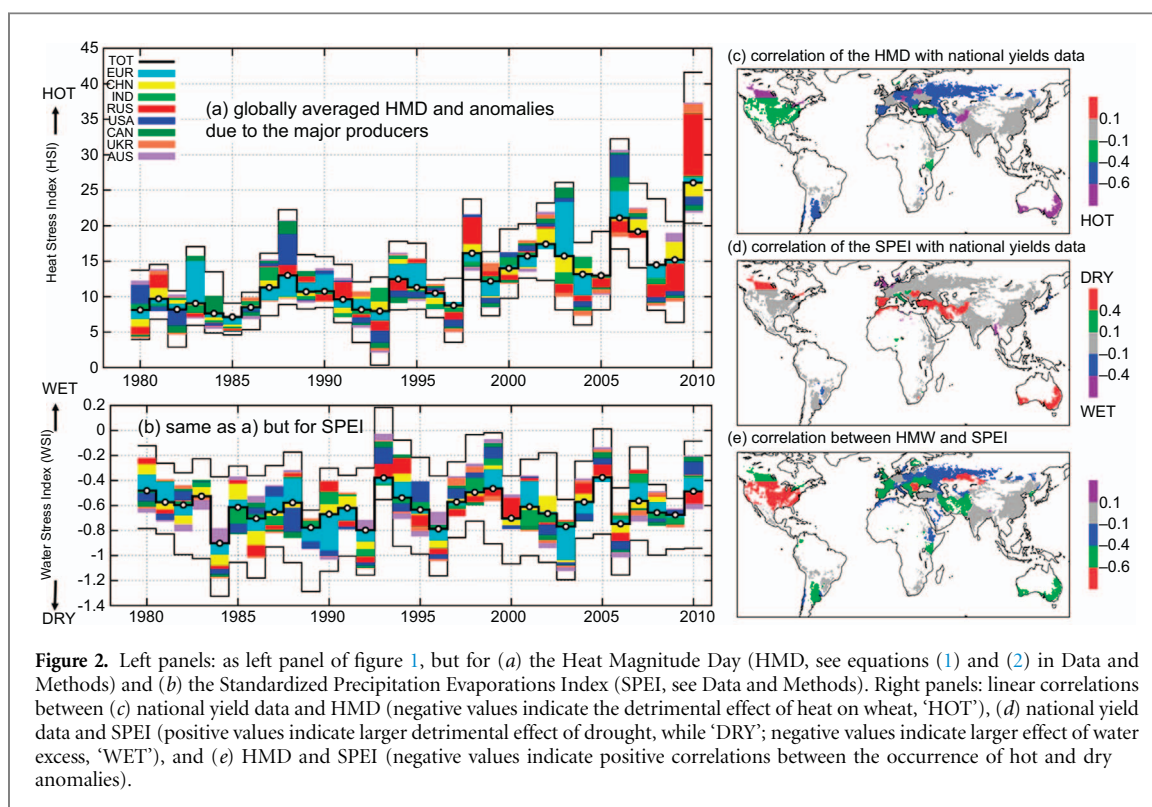 45
40
35
30
25
20
15
10
5
0
HOT
Heat Stress Index (HSI)
TOT
EUR
CHN
IND
RUS
USA
CAN
UKR
AUS
(a) globally averaged HMD and anomalies
due to the major producers
1980 1985 1990 1995 2000 2005 2010
WET
0.2
0
-0.2
-0.4
-0.6
-0.8
-1
-1.2
-1.4
DRY
Water Stress Index (WSI)
(b) same as a) but for SPEI
1980 1985 1990 1995 2000 2005 2010
(c) correlation of the HMD with national yields data
0.1
−0.1
−0.4
−0.6
HOT
(d) correlation of the SPEI with national yields data
DRY
0.4
0.1
−0.1
−0.4
WET
(e) correlation between HMW and SPEI
0.1
−0.1
−0.4
−0.6
Figure 2. Left panels: as left panel of figure 1, but for (a) the Heat Magnitude Day (HMD, see equations (1) and (2) in Data and
Methods) and (b) the Standardized Precipitation Evaporations Index (SPEI, see Data and Methods). Right panels: linear correlations
between (c) national yield data and HMD (negative values indicate the detrimental effect of heat on wheat, ‘HOT’), (d) national yield
data and SPEI (positive values indicate larger detrimental effect of drought, while ‘DRY’; negative values indicate larger effect of water
excess, ‘WET’), and (e) HMD and SPEI (negative values indicate positive correlations between the occurrence of hot and dry
anomalies).